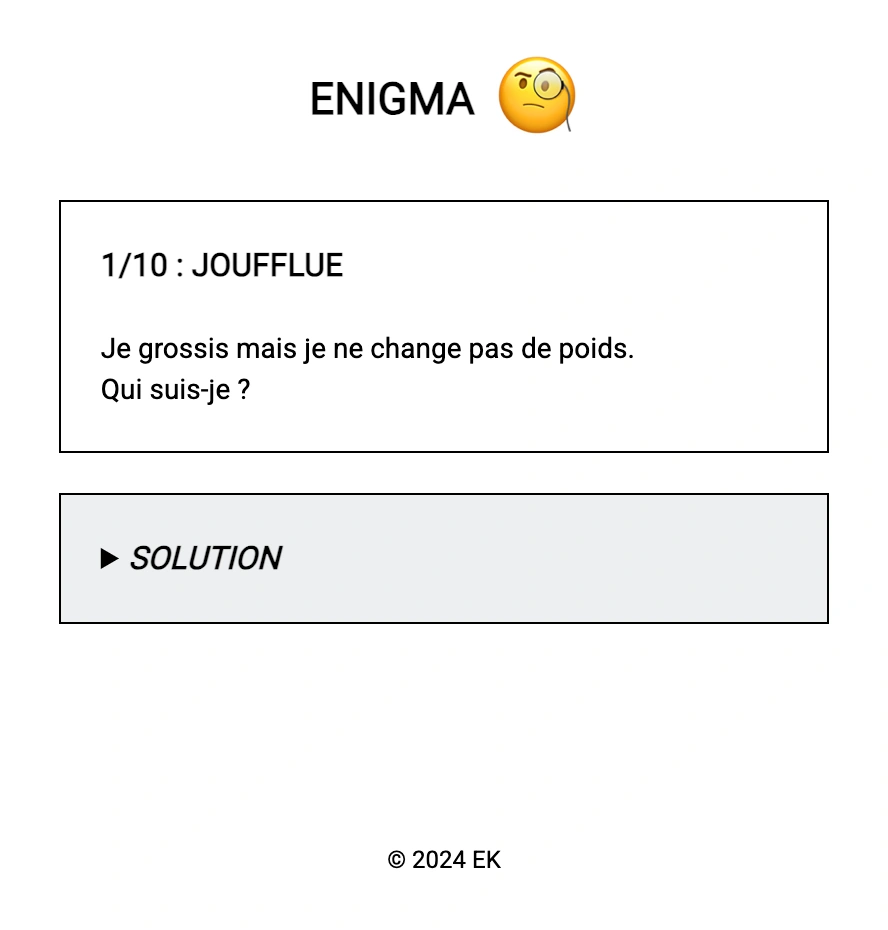 ENIGMA
1/10 : JOUFFLUE
Je grossis mais je ne change pas de poids.
Qui suis-je ?
SOLUTION
© 2024 EK